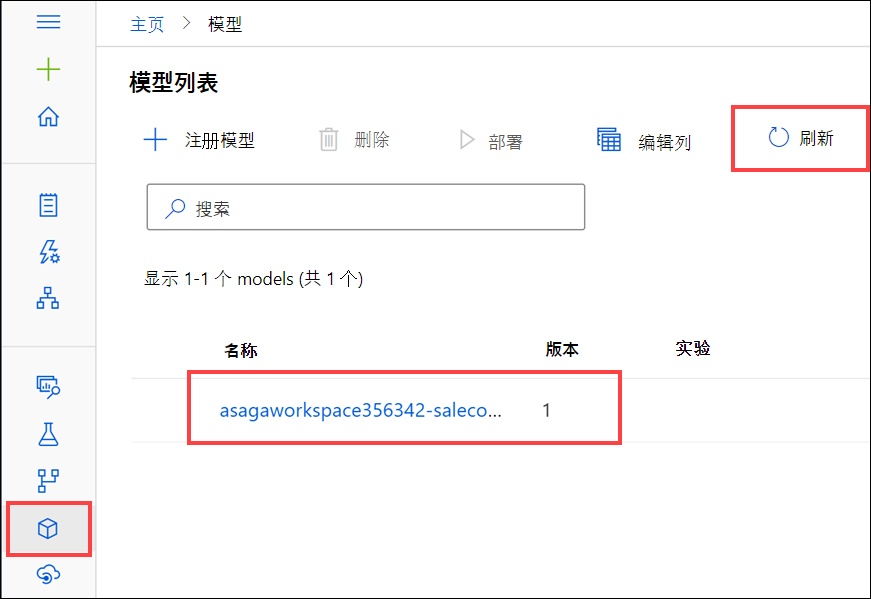 主页 > 模型
模型列表
注册模型 删除 部署 编辑列 刷新
搜索
显示 1-1 个 models (共 1 个)
名称 版本 实验
asagaworkspace356342-saleco... 1